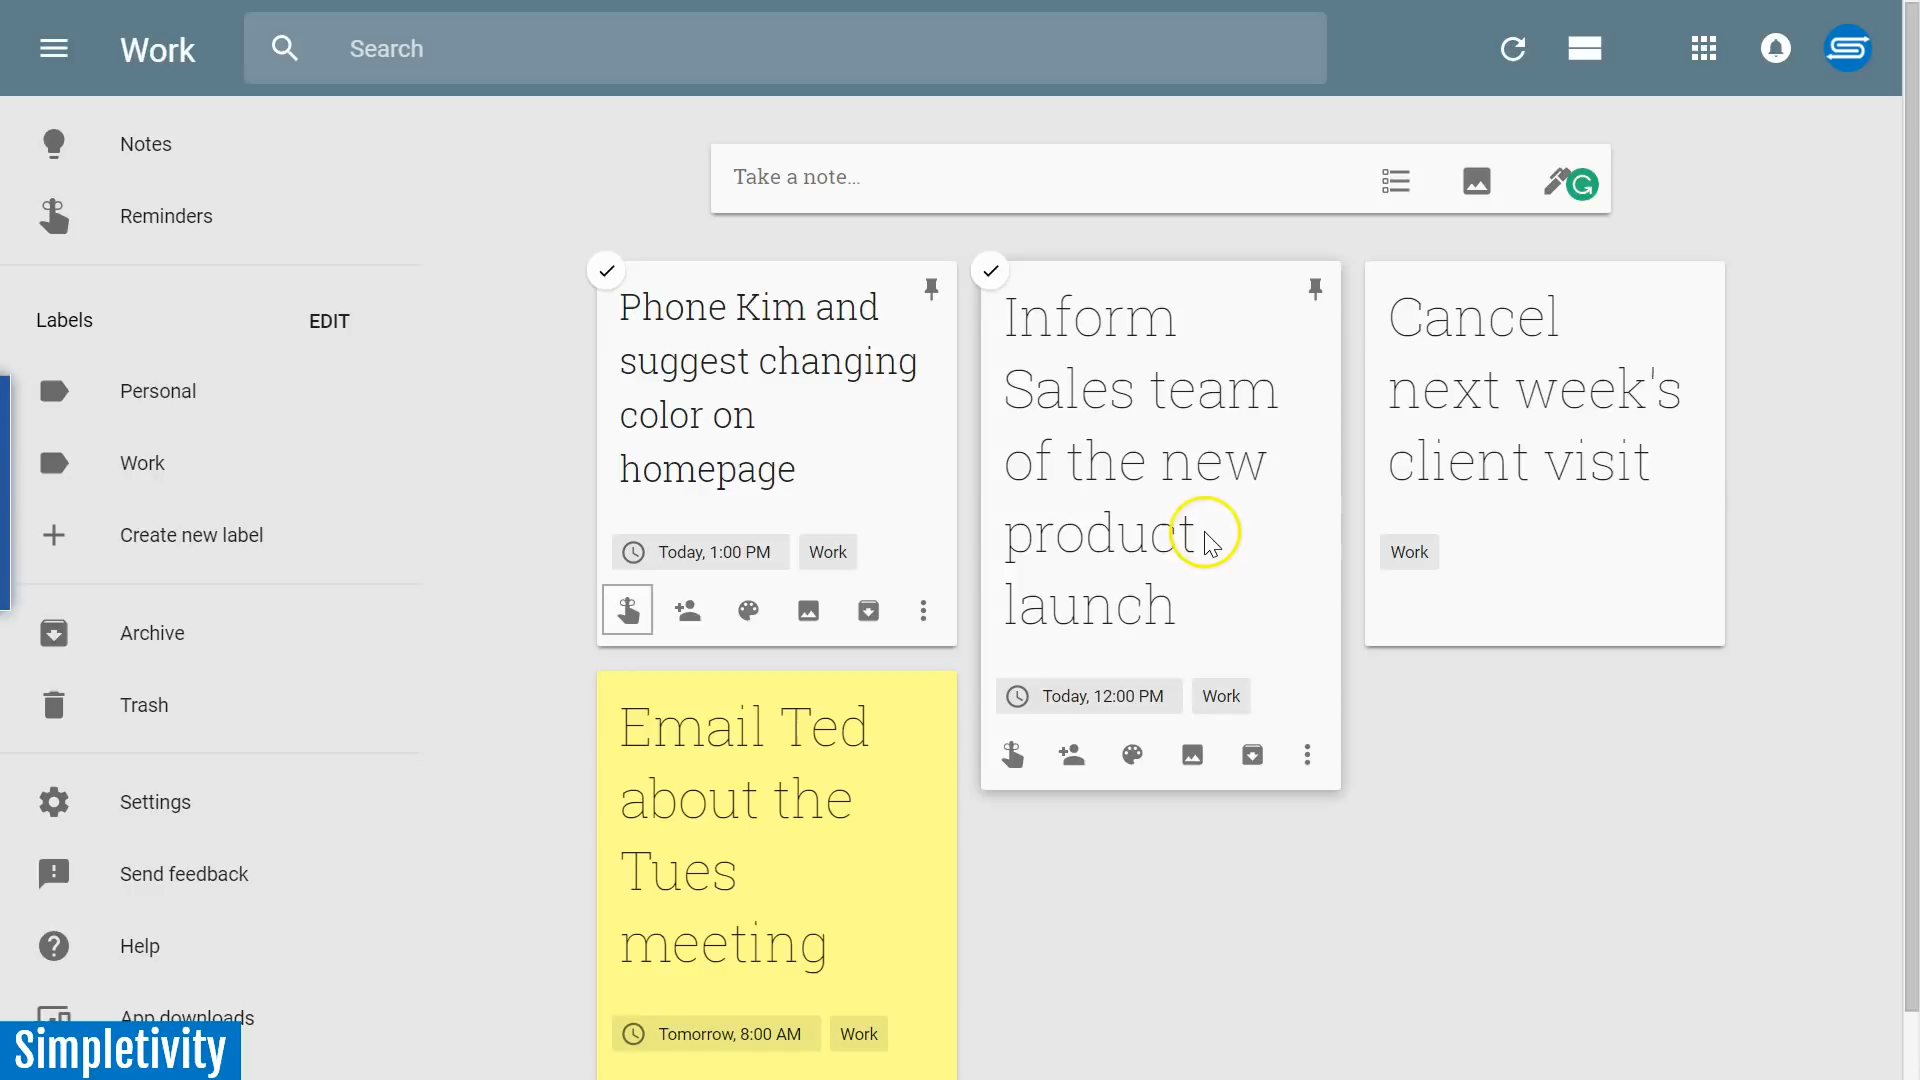 Work
Search
Notes
Reminders
Labels
EDIT
Personal
Work
Create new label
Archive
Trash
Settings
Send feedback
Help
App downloads
Simpletivity
Take a note...
Phone Kim and
suggest changing
color on
homepage
Today, 1:00 PM
Work
Inform
Sales team
of the new
product
launch
Today, 12:00 PM
Work
Cancel
next week's
client visit
Work
Email Ted
about the
Tues
meeting
Tomorrow, 8:00 AM
Work